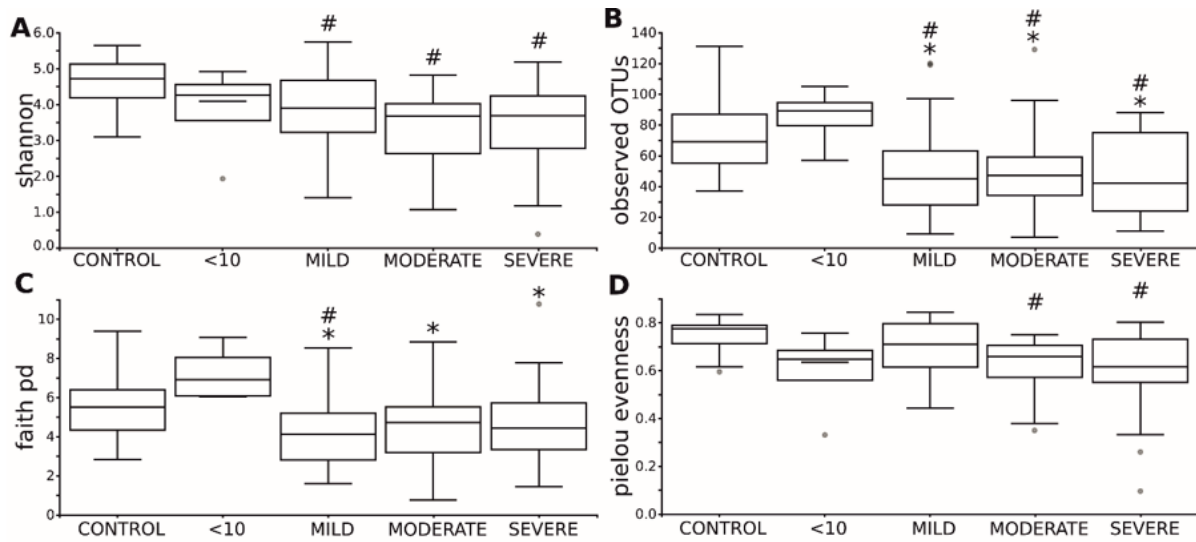 A
shannon
6.0
5.0
4.0
3.0
2.0
1.0
0.0
# # #
CONTROL <10 MILD MODERATE SEVERE
B
observed OTUs
140
120
100
80
60
40
20
0
# # #
* * *
CONTROL <10 MILD MODERATE SEVERE
C
faith pd
10
8
6
4
2
0
#
* * *
CONTROL <10 MILD MODERATE SEVERE
D
pielou evenness
0.8
0.6
0.4
0.2
0.0
# #
CONTROL <10 MILD MODERATE SEVERE